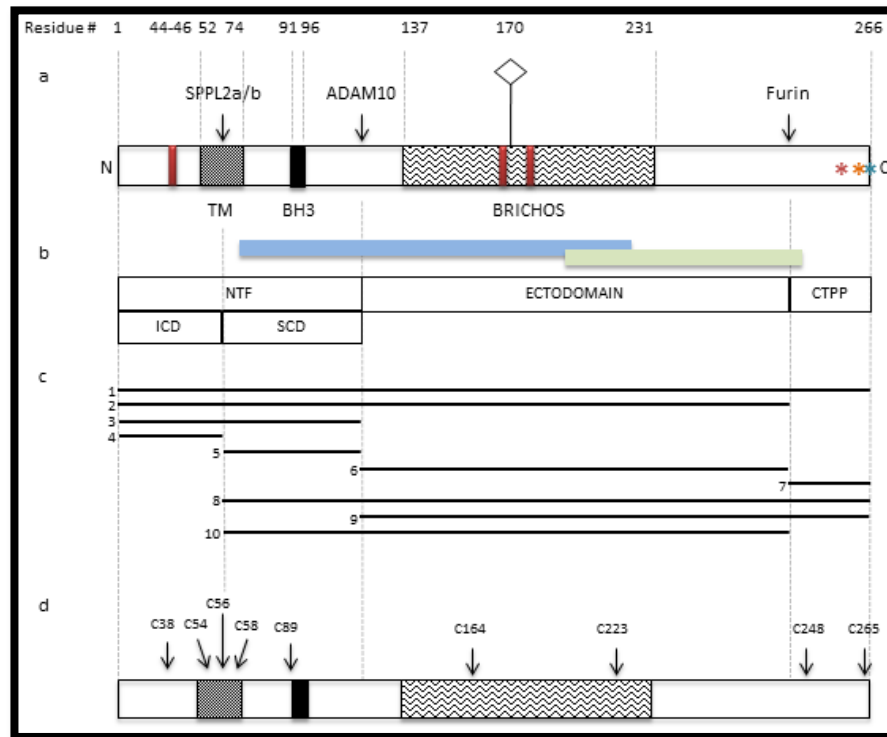 Residue # 1 44-46 52 74 91 96 137 170 231 266
a
SPPL2a/b ADAM10 Furin
N * * * C
TM BH3 BRICHOS
b
NTF ECTODOMAIN CTPP
ICD SCD
c
1
2
3
4
5
6
7
8
9
10
d
C56
C38 C54 C58 C89 C164 C223 C248 C265